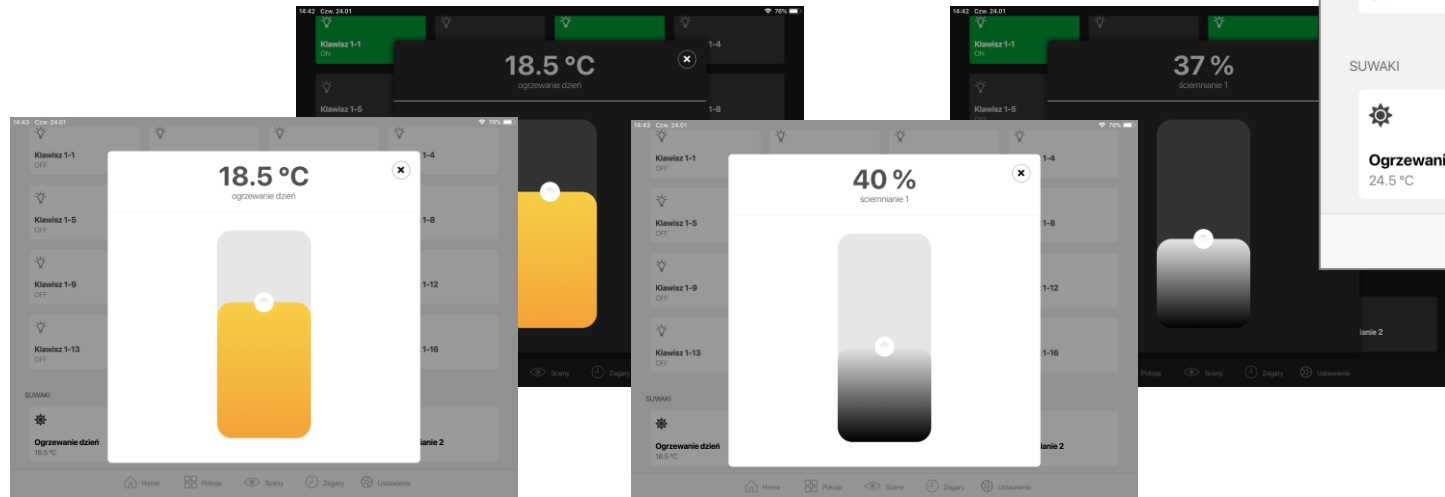 14:42 Czw. 24.01
76%
Klawisz 1-1
ON
1-4
18.5 °C
ogrzewanie dzień
Klawisz 1-5
1-8
Sceny
Zegary
14:42 Czw. 24.01
Klawisz 1-1
ON
37 %
ściemnianie 1
Klawisz 1-5
OFF
ianie 2
Pokoje
Sceny
Zegary
Ustawienia
SUWAKI
Ogrzewani
24.5 °C
14:43 Czw. 24.01
76%
Klawisz 1-1
OFF
1-4
18.5 °C
ogrzewanie dzień
Klawisz 1-5
OFF
1-8
Klawisz 1-9
OFF
1-12
Klawisz 1-13
OFF
1-16
SUWAKI
Ogrzewanie dzień
18.5 °C
ianie 2
Home
Pokoje
Sceny
Zegary
Ustawienia
14:43 Czw. 24.01
76%
Klawisz 1-1
OFF
1-4
40 %
ściemnianie 1
Klawisz 1-5
OFF
1-8
Klawisz 1-9
OFF
1-12
Klawisz 1-13
OFF
1-16
SUWAKI
Ogrzewanie dzień
18.5 °C
ianie 2
Home
Pokoje
Sceny
Zegary
Ustawienia